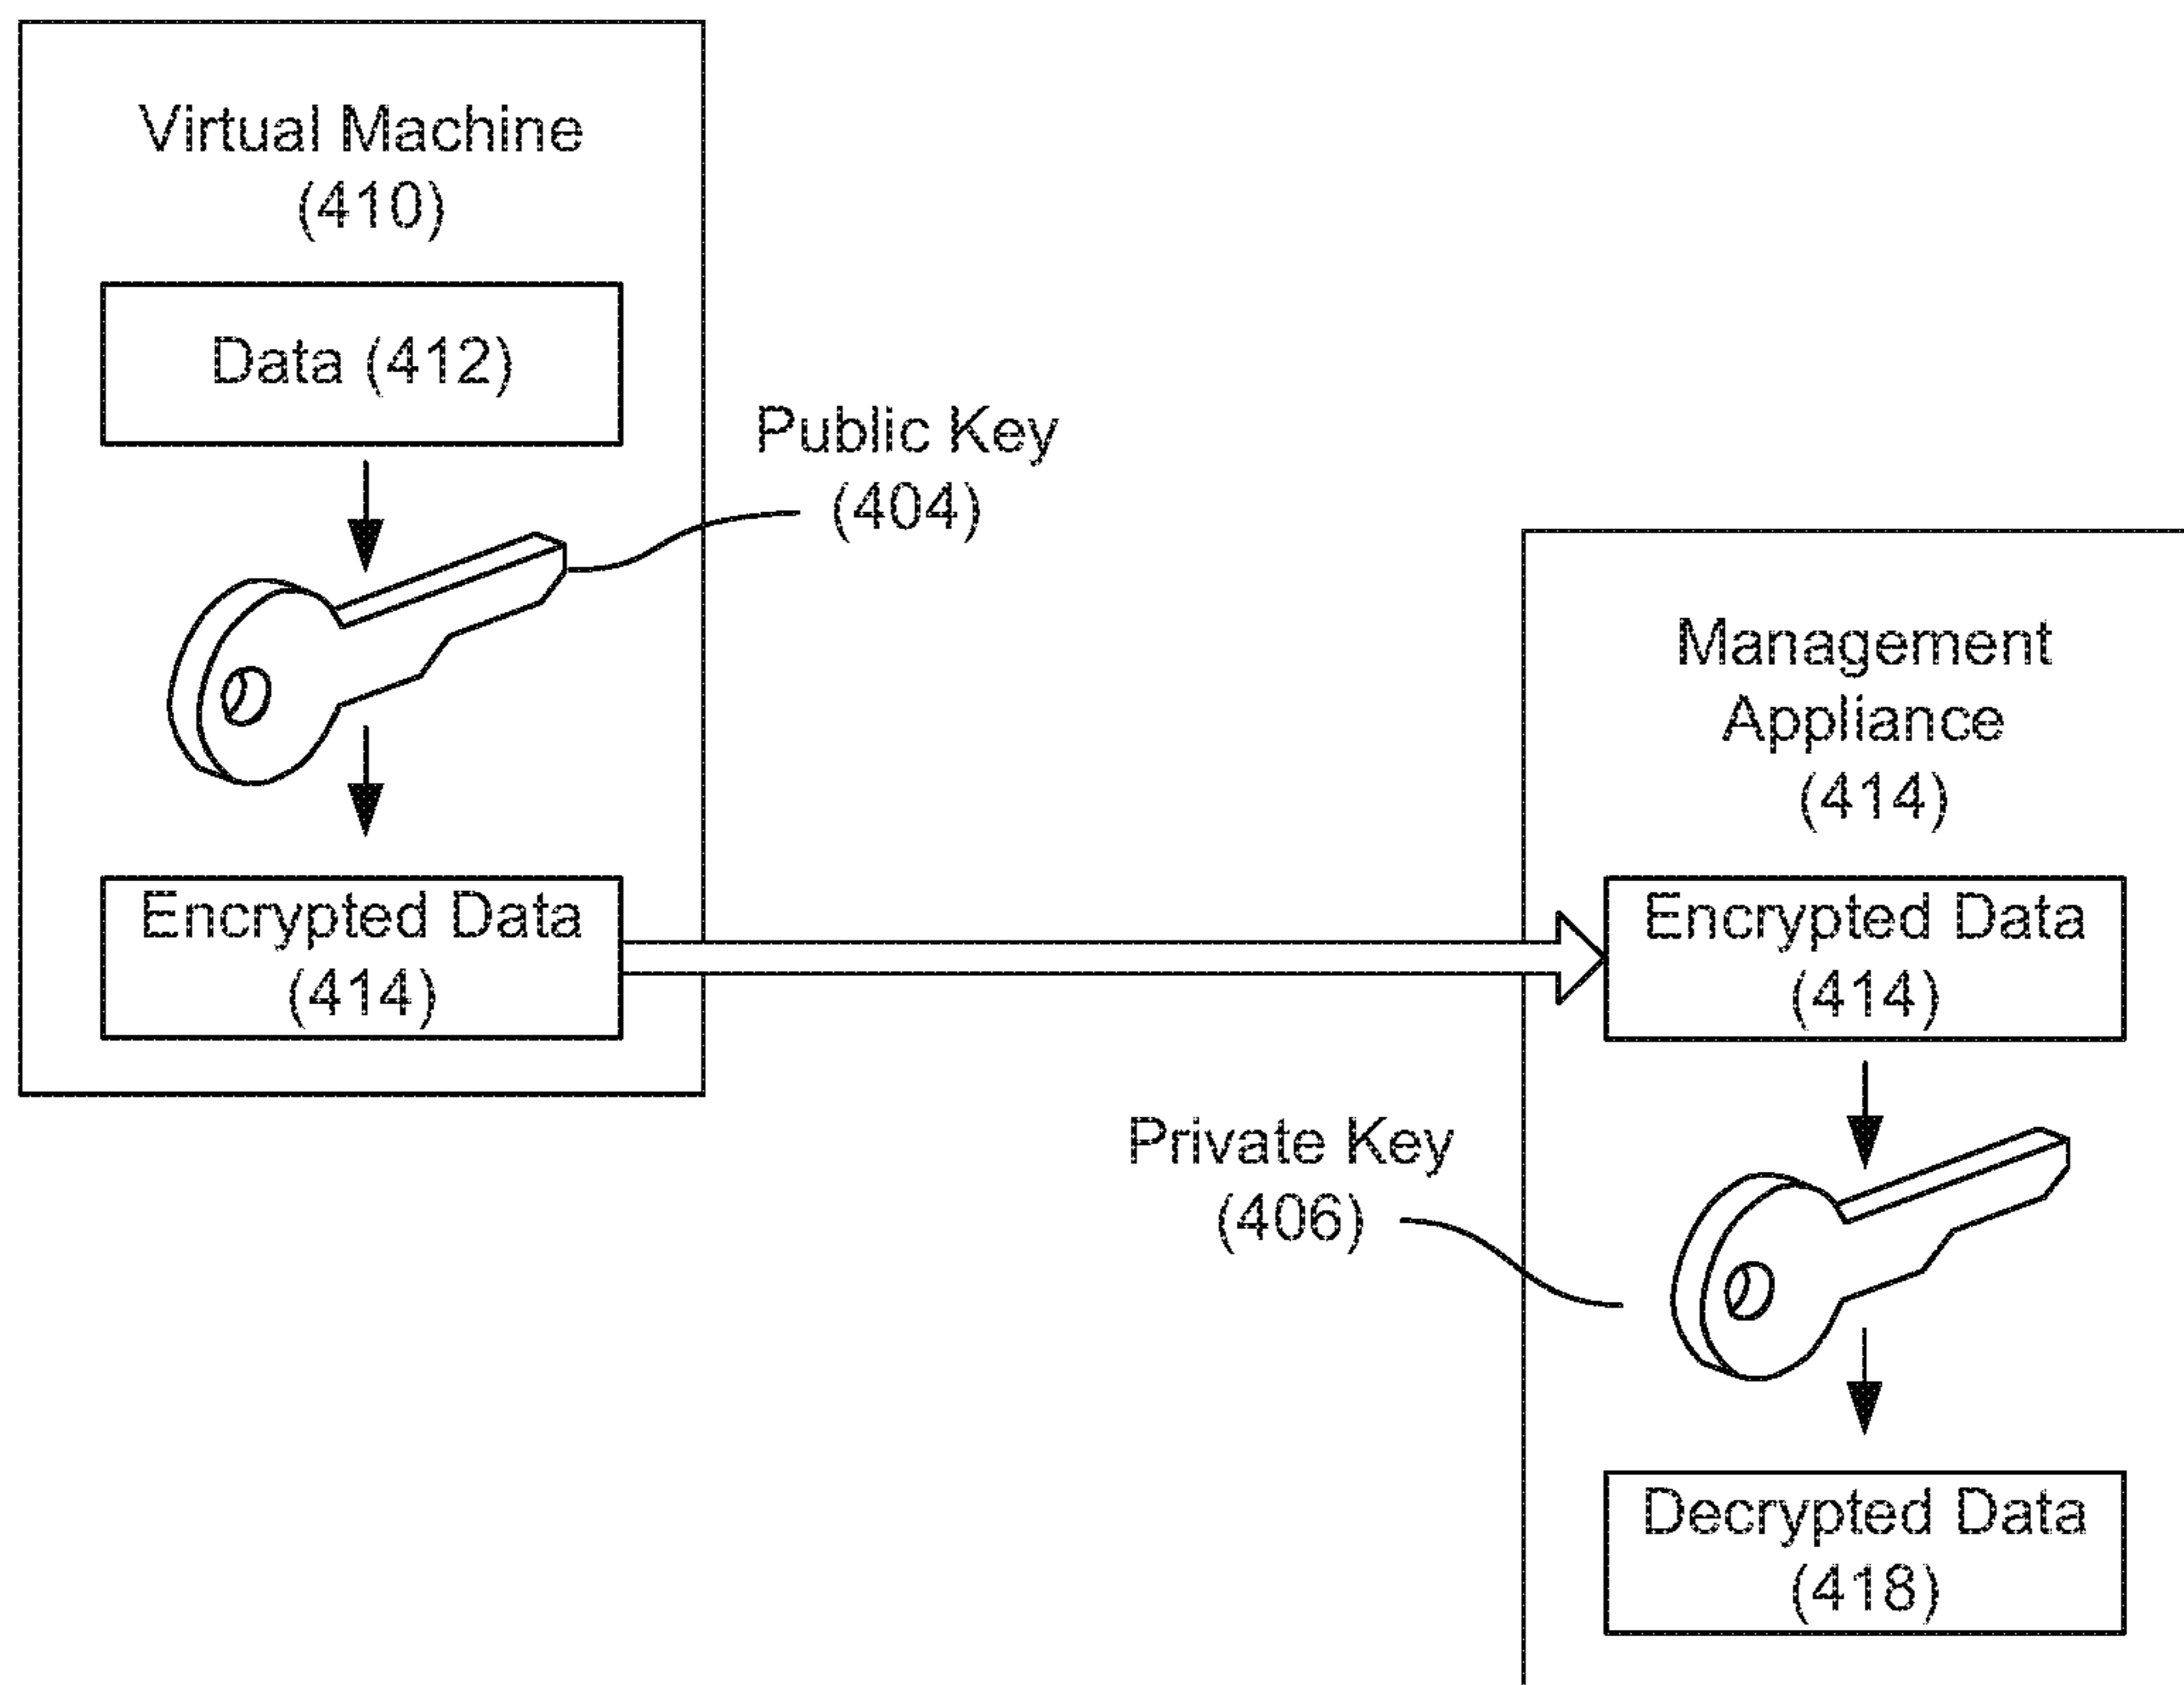 Virtual Machine
(410)
Data (412)
Public Key
(404)
Encrypted Data
(414)
Management
Appliance
(414)
Encrypted Data
(414)
Private Key
(406)
Decrypted Data
(418)